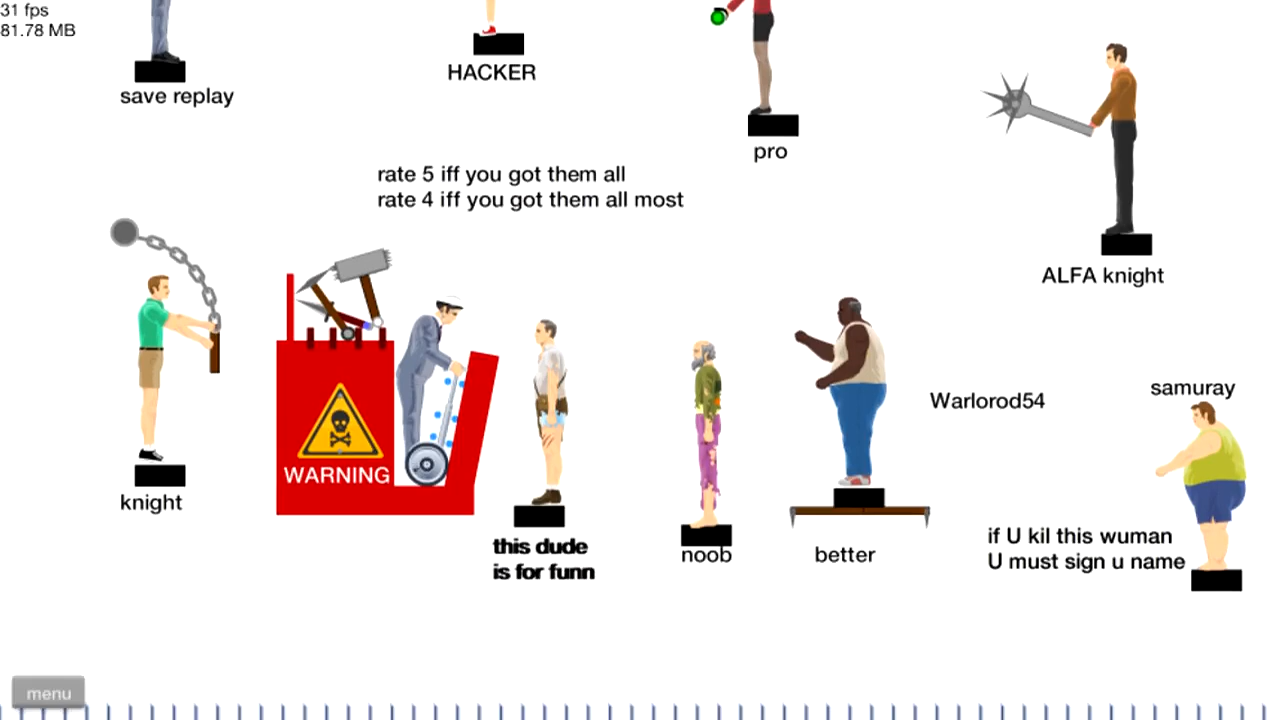 31 fps
81.78 MB
save replay
HACKER
pro
rate 5 iff you got them all
rate 4 iff you got them all most
ALFA knight
knight
WARNING
this dude
is for funn
noob
better
Warlorod54
samuray
if U kil this wuman
U must sign u name
menu